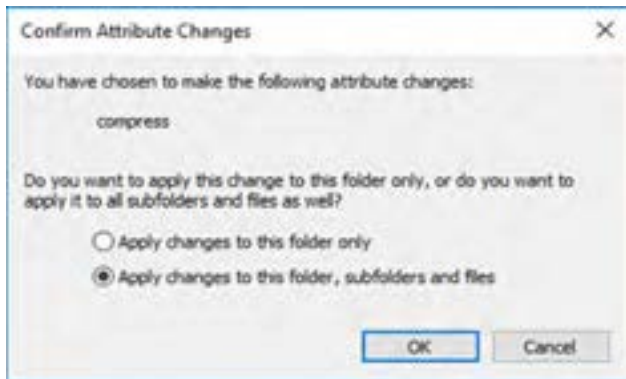 Confirm Attribute Changes
You have chosen to make the following attribute changes:
compress
Do you want to apply this change to this folder only, or do you want to
apply it to all subfolders and files as well?
Apply changes to this folder only
Apply changes to this folder, subfolders and files
OK
Cancel